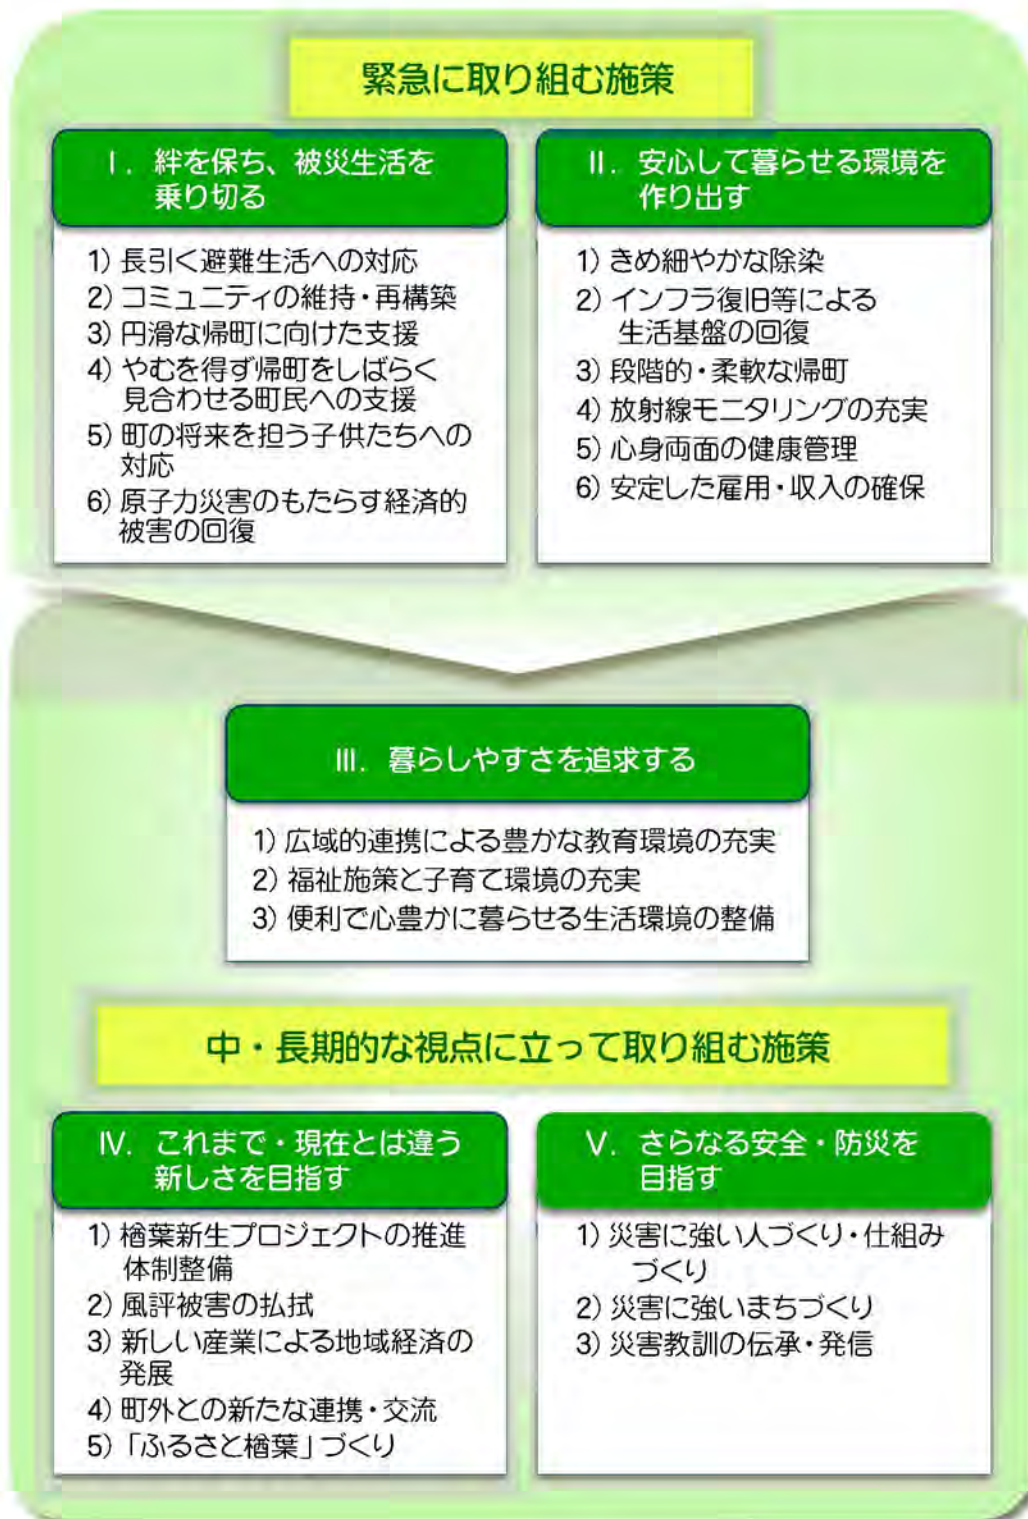 緊急に取り組む施策
Ⅰ．絆を保ち、被災生活を
乗り切る
1) 長引く避難生活への対応
2) コミュニティの維持・再構築
3) 円滑な帰町に向けた支援
4) やむを得ず帰町をしばらく
見合わせる町民への支援
5) 町の将来を担う子供たちへの
対応
6) 原子力災害のもたらす経済的
被害の回復
Ⅱ．安心して暮らせる環境を
作り出す
1) きめ細やかな除染
2) インフラ復旧等による
生活基盤の回復
3) 段階的・柔軟な帰町
4) 放射線モニタリングの充実
5) 心身両面の健康管理
6) 安定した雇用・収入の確保
Ⅲ．暮らしやすさを追求する
1) 広域的連携による豊かな教育環境の充実
2) 福祉施策と子育て環境の充実
3) 便利で心豊かに暮らせる生活環境の整備
中・長期的な視点に立って取り組む施策
Ⅳ．これまで・現在とは違う
新しさを目指す
1) 楢葉新生プロジェクトの推進
体制整備
2) 風評被害の払拭
3) 新しい産業による地域経済の
発展
4) 町外との新たな連携・交流
5) 「ふるさと楢葉」づくり
Ⅴ．さらなる安全・防災を
目指す
1) 災害に強い人づくり・仕組み
づくり
2) 災害に強いまちづくり
3) 災害教訓の伝承・発信